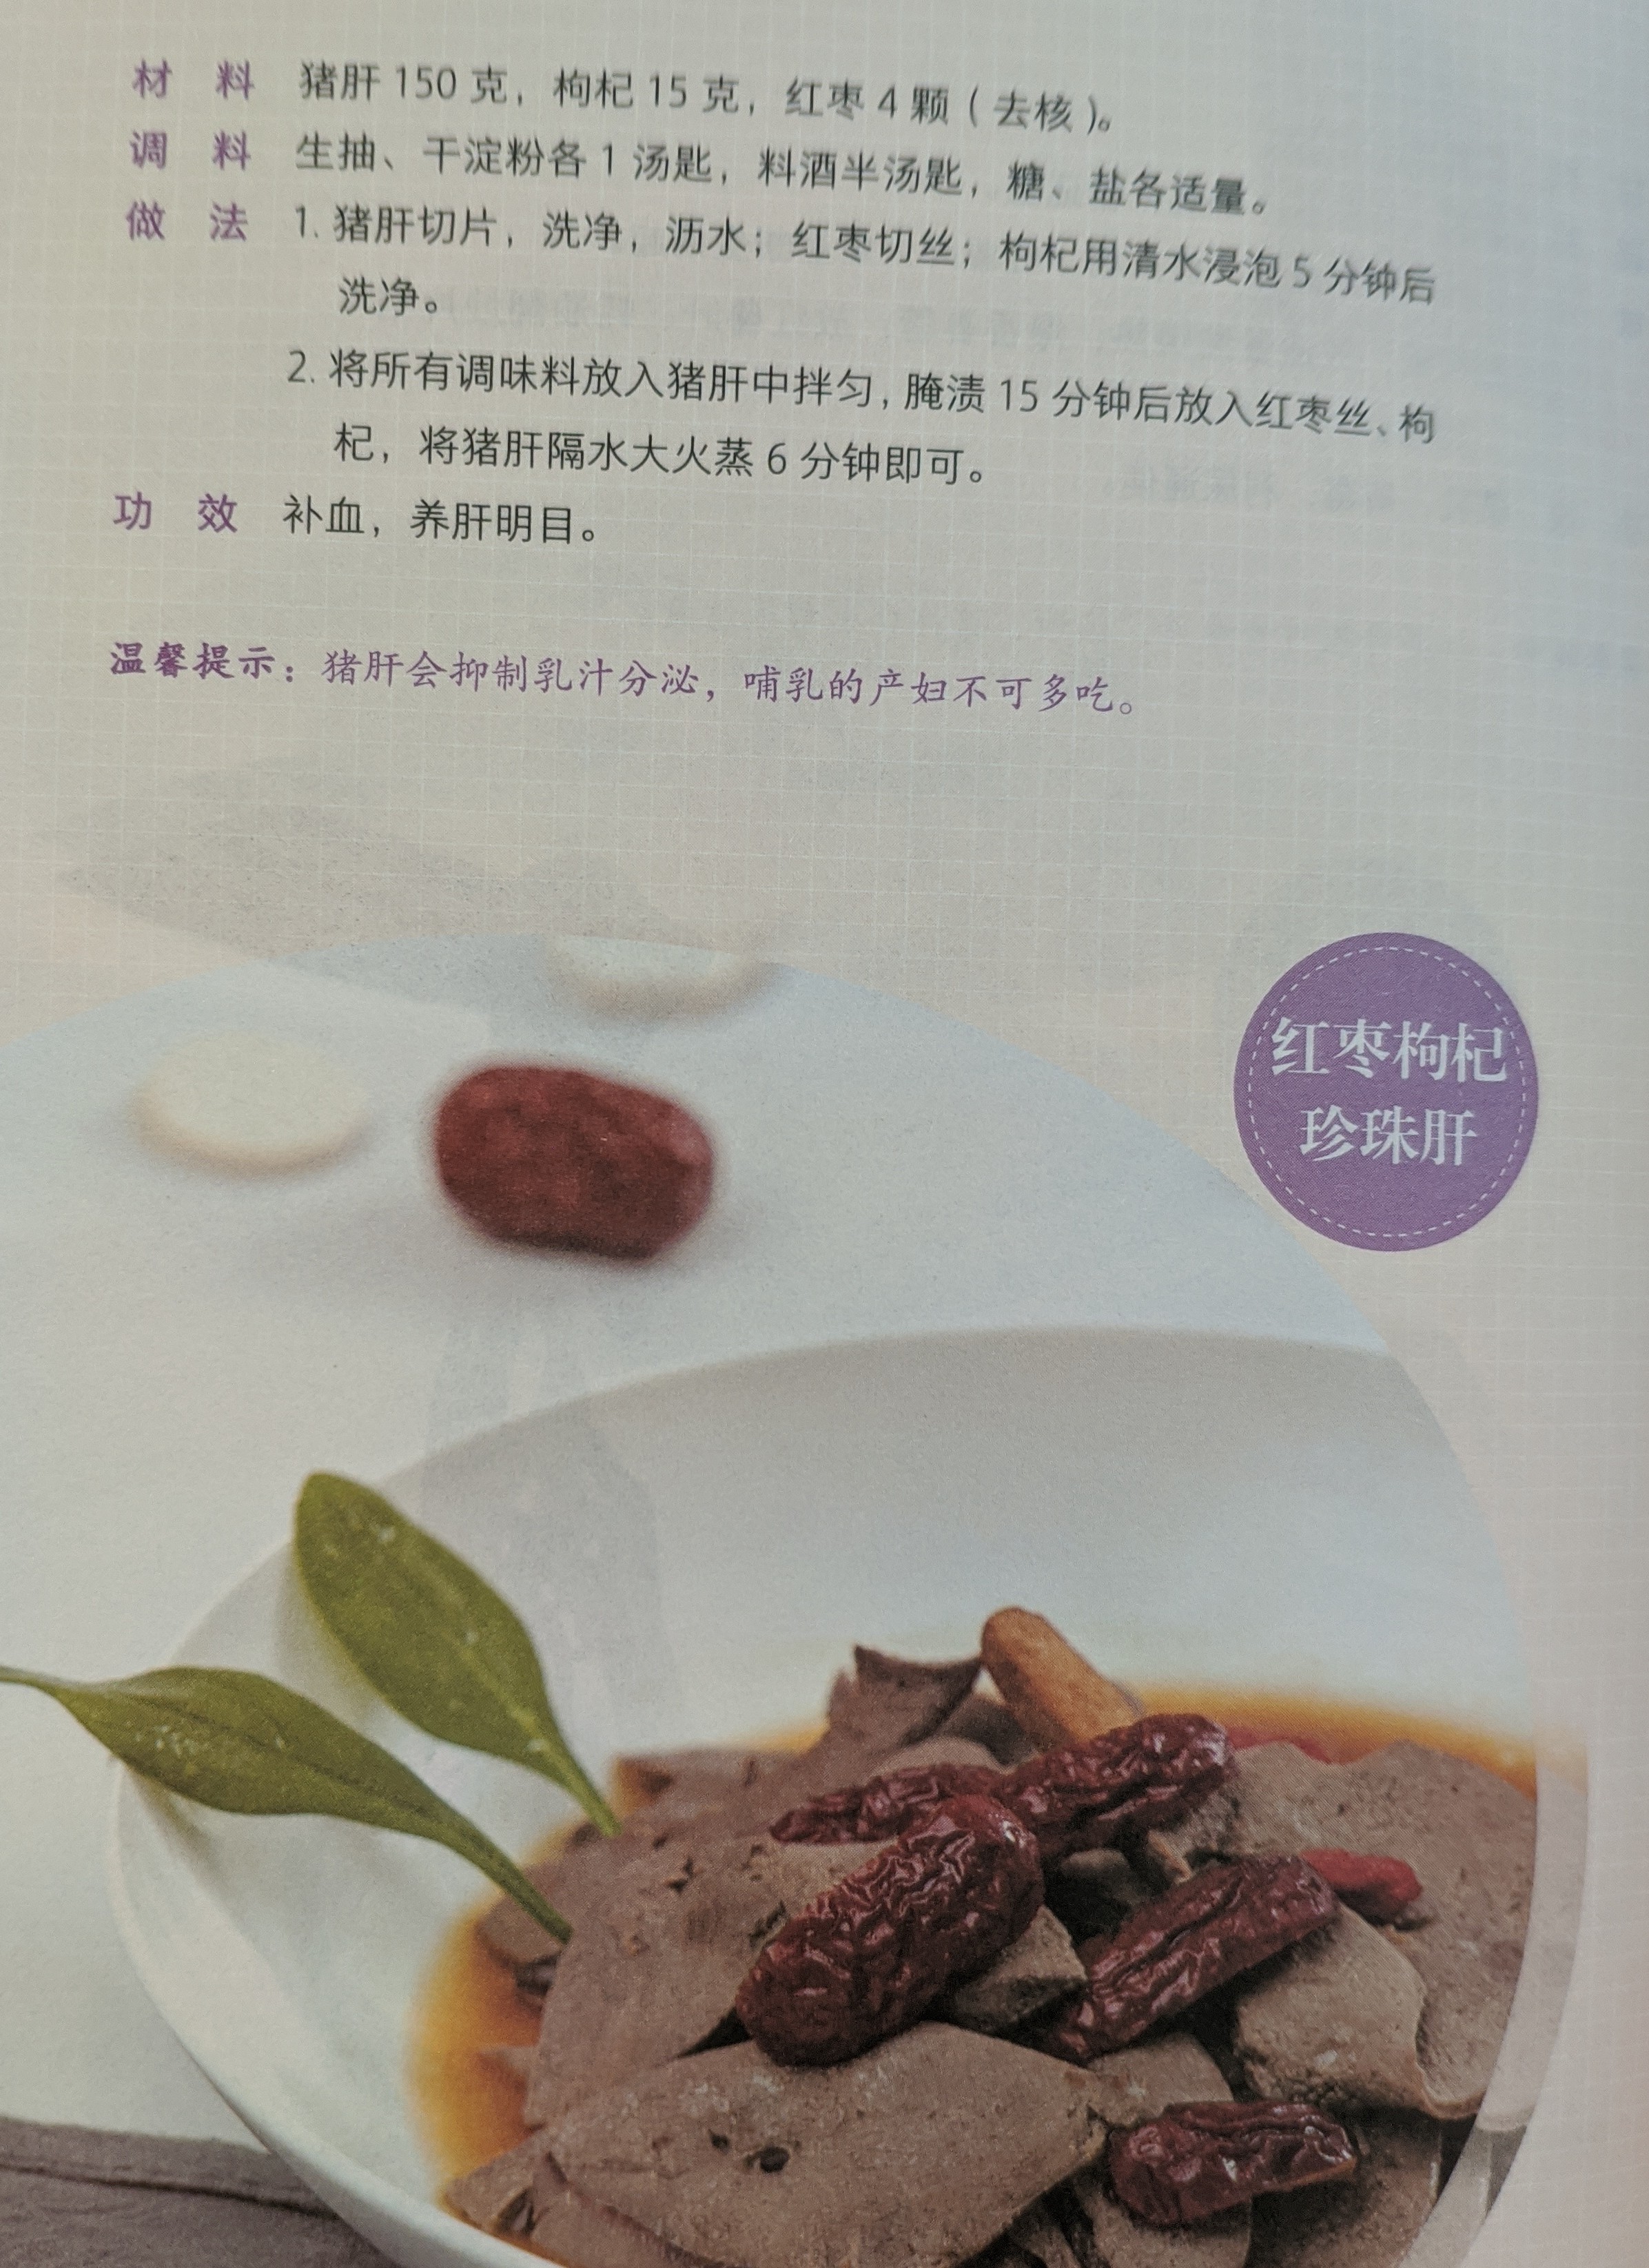 材 料 猪肝 150 克，枸杞 15 克，红枣 4 颗（去核）。
调 料 生抽、干淀粉各 1 汤匙，料酒半汤匙，糖、盐各适量。
做 法 1. 猪肝切片，洗净，沥水；红枣切丝；枸杞用清水浸泡 5 分钟后
洗净。
2. 将所有调味料放入猪肝中拌匀，腌渍 15 分钟后放入红枣丝、枸
杞，将猪肝隔水大火蒸 6 分钟即可。
功 效 补血，养肝明目。
温馨提示：猪肝会抑制乳汁分泌，哺乳的产妇不可多吃。
红枣枸杞
珍珠肝